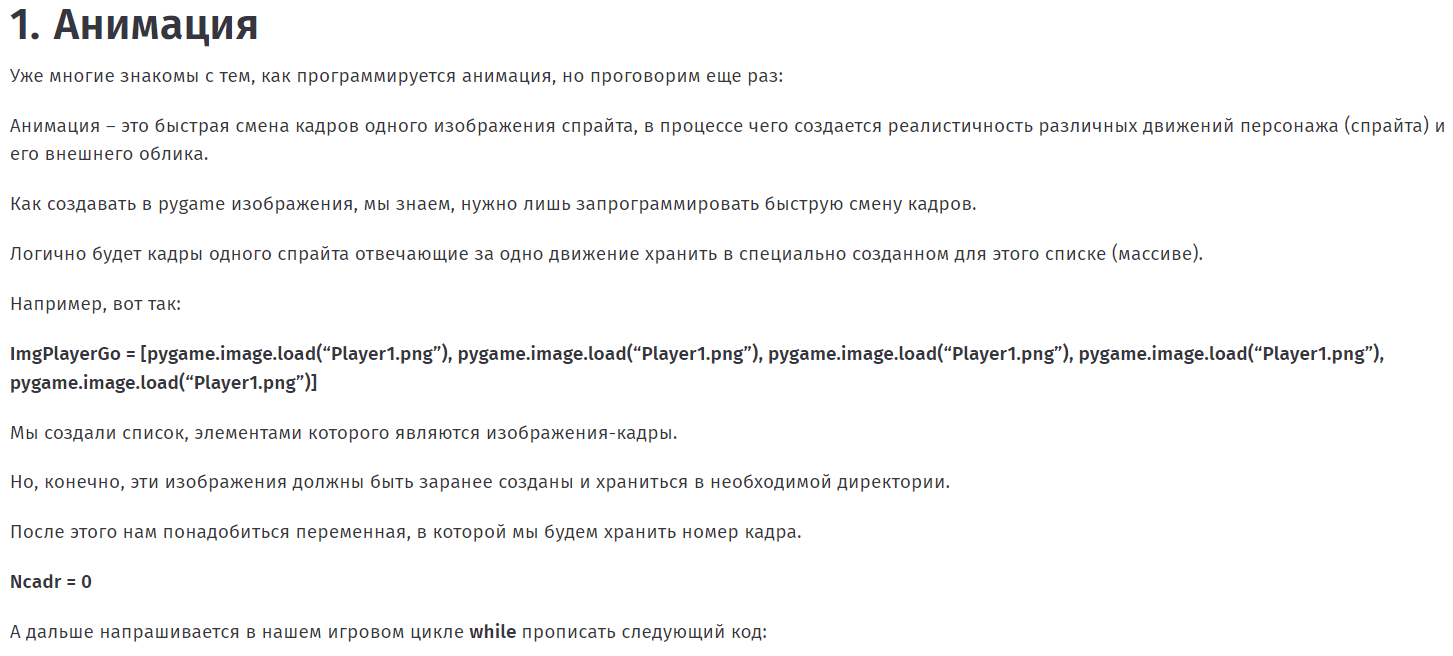 1. Анимация
Уже многие знакомы с тем, как программируется анимация, но проговорим еще раз:
Анимация – это быстрая смена кадров одного изображения спрайта, в процессе чего создается реалистичность различных движений персонажа (спрайта) и
его внешнего облика.
Как создавать в pygame изображения, мы знаем, нужно лишь запрограммировать быструю смену кадров.
Логично будет кадры одного спрайта отвечающие за одно движение хранить в специально созданном для этого списке (массиве).
Например, вот так:
ImgPlayerGo = [pygame.image.load(“Player1.png”), pygame.image.load(“Player1.png”), pygame.image.load(“Player1.png”), pygame.image.load(“Player1.png”),
pygame.image.load(“Player1.png”)]
Мы создали список, элементами которого являются изображения-кадры.
Но, конечно, эти изображения должны быть заранее созданы и храниться в необходимой директории.
После этого нам понадобиться переменная, в которой мы будем хранить номер кадра.
Ncadr = 0
А дальше напрашивается в нашем игровом цикле while прописать следующий код: